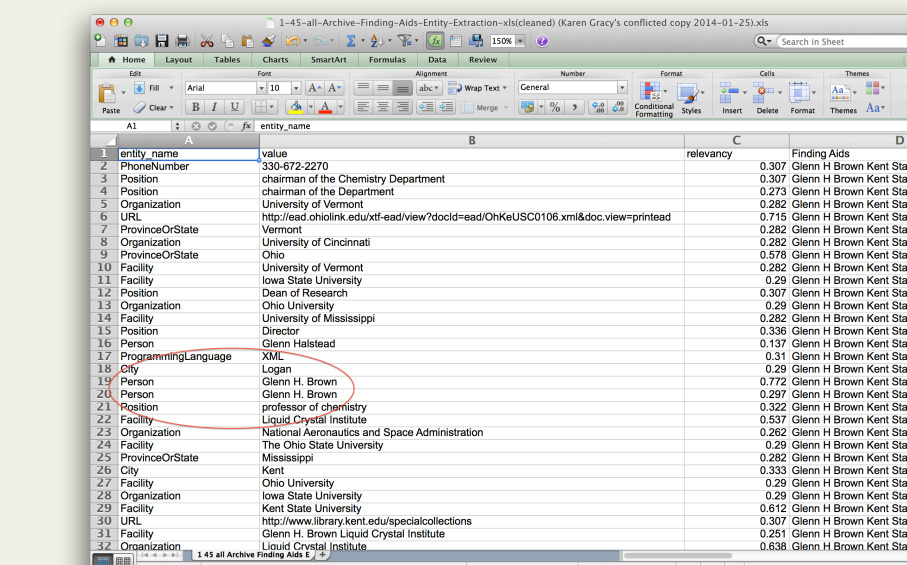 1-45-all-Archive-Finding-Aids-Entity-Extraction-xls(cleaned) (Karen Gracy's conflicted copy 2014-01-25).xls
150% Search in Sheet
Home Layout Tables Charts SmartArt Formulas Data Review
Edit Font Alignment Number Format Cells Themes
Fill Arial 10 A A abc Wrap Text General
Paste Clear B I U A Merge % Conditional Formatting Styles Insert Delete Format Themes Aa
A1 fx entity_name
A B C D
1 entity_name value relevancy Finding Aids
2 PhoneNumber 330-672-2270 0.307 Glenn H Brown Kent Sta
3 Position chairman of the Chemistry Department 0.307 Glenn H Brown Kent Sta
4 Position chairman of the Department 0.273 Glenn H Brown Kent Sta
5 Organization University of Vermont 0.282 Glenn H Brown Kent Sta
6 URL http://ead.ohiolink.edu/xtf-ead/view?docId=ead/OhKeUSC0106.xml&doc.view=printead 0.715 Glenn H Brown Kent Sta
7 ProvinceOrState Vermont 0.282 Glenn H Brown Kent Sta
8 Organization University of Cincinnati 0.282 Glenn H Brown Kent Sta
9 ProvinceOrState Ohio 0.578 Glenn H Brown Kent Sta
10 Facility University of Vermont 0.282 Glenn H Brown Kent Sta
11 Facility Iowa State University 0.29 Glenn H Brown Kent Sta
12 Position Dean of Research 0.307 Glenn H Brown Kent Sta
13 Organization Ohio University 0.29 Glenn H Brown Kent Sta
14 Facility University of Mississippi 0.282 Glenn H Brown Kent Sta
15 Position Director 0.336 Glenn H Brown Kent Sta
16 Person Glenn Halstead 0.137 Glenn H Brown Kent Sta
17 ProgrammingLanguage XML 0.31 Glenn H Brown Kent Sta
18 City Logan 0.29 Glenn H Brown Kent Sta
19 Person Glenn H. Brown 0.772 Glenn H Brown Kent Sta
20 Person Glenn H. Brown 0.297 Glenn H Brown Kent Sta
21 Position professor of chemistry 0.322 Glenn H Brown Kent Sta
22 Facility Liquid Crystal Institute 0.537 Glenn H Brown Kent Sta
23 Organization National Aeronautics and Space Administration 0.262 Glenn H Brown Kent Sta
24 Facility The Ohio State University 0.29 Glenn H Brown Kent Sta
25 ProvinceOrState Mississippi 0.282 Glenn H Brown Kent Sta
26 City Kent 0.333 Glenn H Brown Kent Sta
27 Facility Ohio University 0.29 Glenn H Brown Kent Sta
28 Organization Iowa State University 0.29 Glenn H Brown Kent Sta
29 Facility Kent State University 0.612 Glenn H Brown Kent Sta
30 URL http://www.library.kent.edu/specialcollections 0.307 Glenn H Brown Kent Sta
31 Facility Glenn H. Brown Liquid Crystal Institute 0.251 Glenn H Brown Kent Sta
32 Organization Liquid Crystal Institute 0.638 Glenn H Brown Kent Sta
1 45 all Archive Finding Aids E